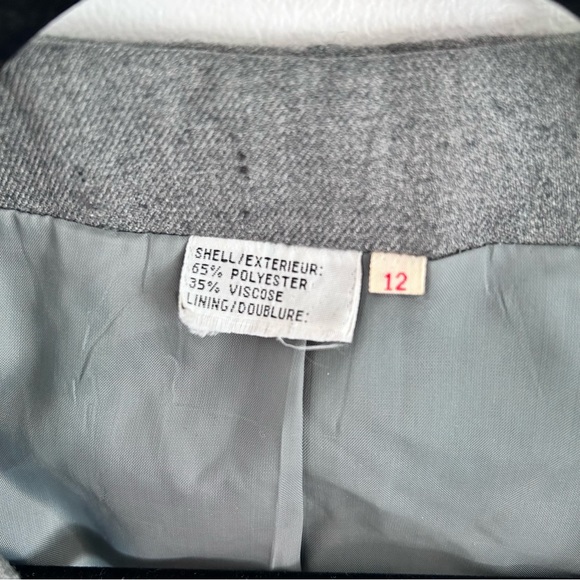 SHELL/EXTERIEUR:
65% POLYESTER
35% VISCOSE
LINING/DOUBLURE:
12